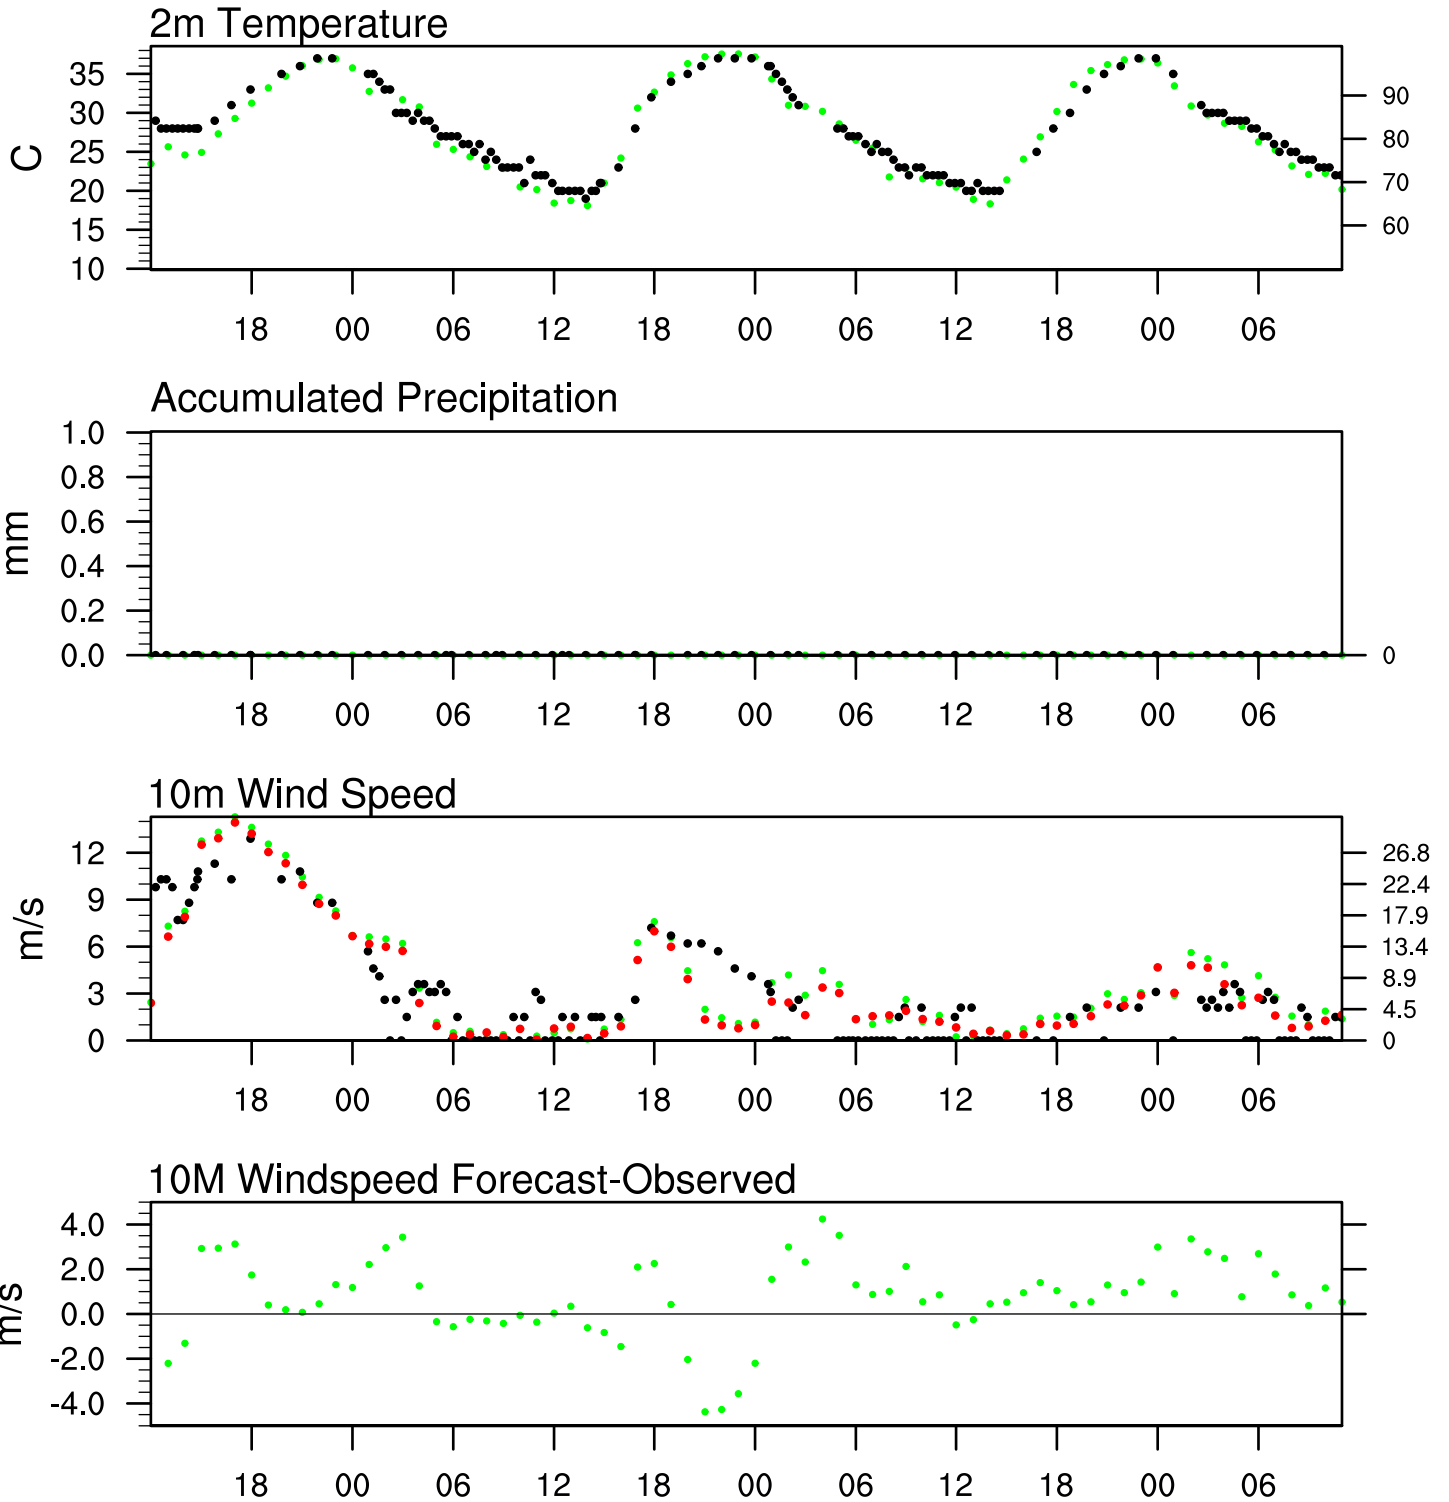 2m Temperature
35
30
25
20
15
10
C
90
80
70
60
18 00 06 12 18 00 06 12 18 00 06
Accumulated Precipitation
1.0
0.8
0.6
0.4
0.2
0.0
mm
0
18 00 06 12 18 00 06 12 18 00 06
10m Wind Speed
12
9
6
3
0
m/s
26.8
22.4
17.9
13.4
8.9
4.5
0
18 00 06 12 18 00 06 12 18 00 06
10M Windspeed Forecast-Observed
4.0
2.0
0.0
-2.0
-4.0
m/s
18 00 06 12 18 00 06 12 18 00 06